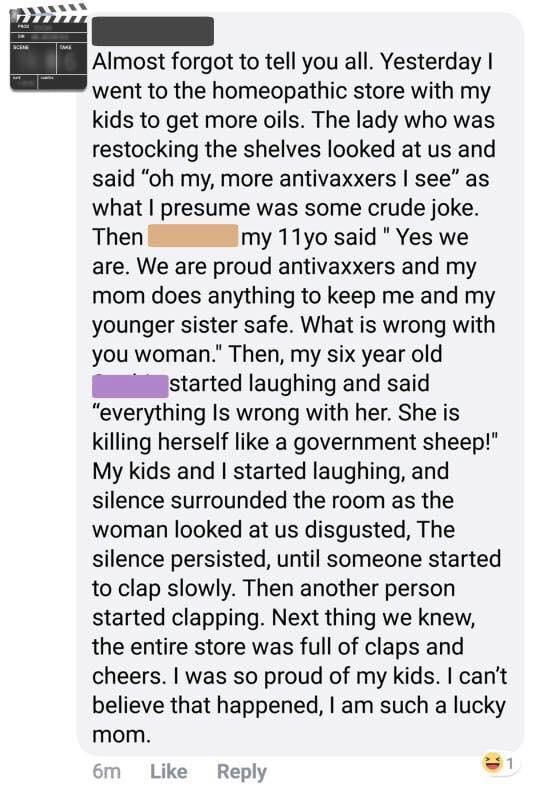 PROD
DIR
SCENE
TAKE
DATE
Almost forgot to tell you all. Yesterday I
went to the homeopathic store with my
kids to get more oils. The lady who was
restocking the shelves looked at us and
said “oh my, more antivaxxers I see” as
what I presume was some crude joke.
Then my 11yo said " Yes we
are. We are proud antivaxxers and my
mom does anything to keep me and my
younger sister safe. What is wrong with
you woman." Then, my six year old
started laughing and said
“everything Is wrong with her. She is
killing herself like a government sheep!"
My kids and I started laughing, and
silence surrounded the room as the
woman looked at us disgusted, The
silence persisted, until someone started
to clap slowly. Then another person
started clapping. Next thing we knew,
the entire store was full of claps and
cheers. I was so proud of my kids. I can’t
believe that happened, I am such a lucky
mom.
6m Like Reply 1